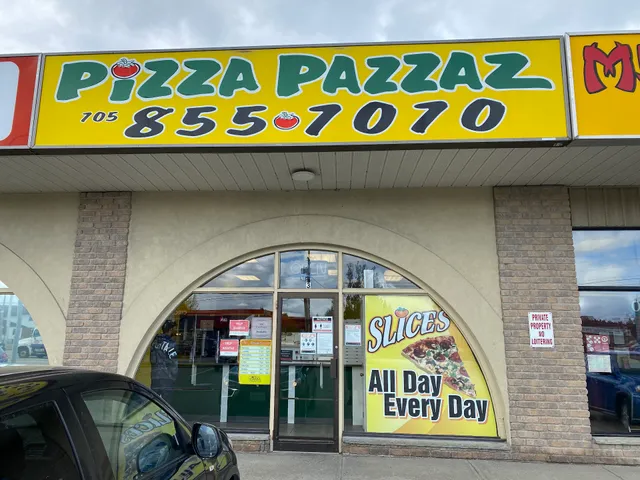 PIZZA PAZZAZ
705 855-7070
M
SLICES
All Day
Every Day
PRIVATE
PROPERTY
NO
LOITERING